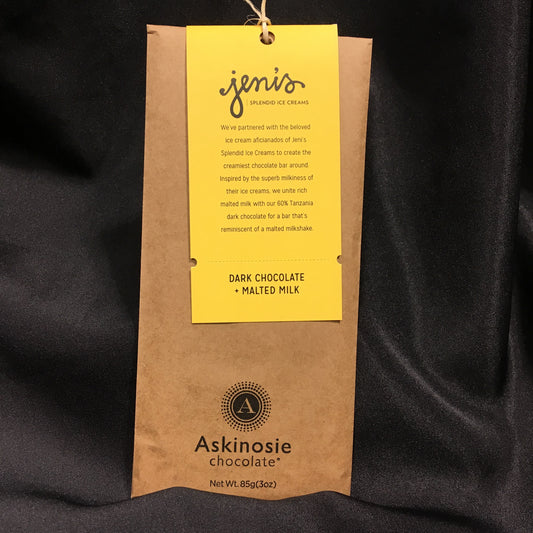 jeni's
SPLENDID ICE CREAMS
We've partnered with the beloved
ice cream aficianados of Jeni's
Splendid Ice Creams to create the
creamiest chocolate bar around.
Inspired by the superb milkiness of
their ice creams, we unite rich
malted milk with our 60% Tanzania
dark chocolate for a bar that's
reminiscent of a malted milkshake.
DARK CHOCOLATE
+ MALTED MILK
A
Askinosie
chocolate®
Net Wt. 85g(3oz)